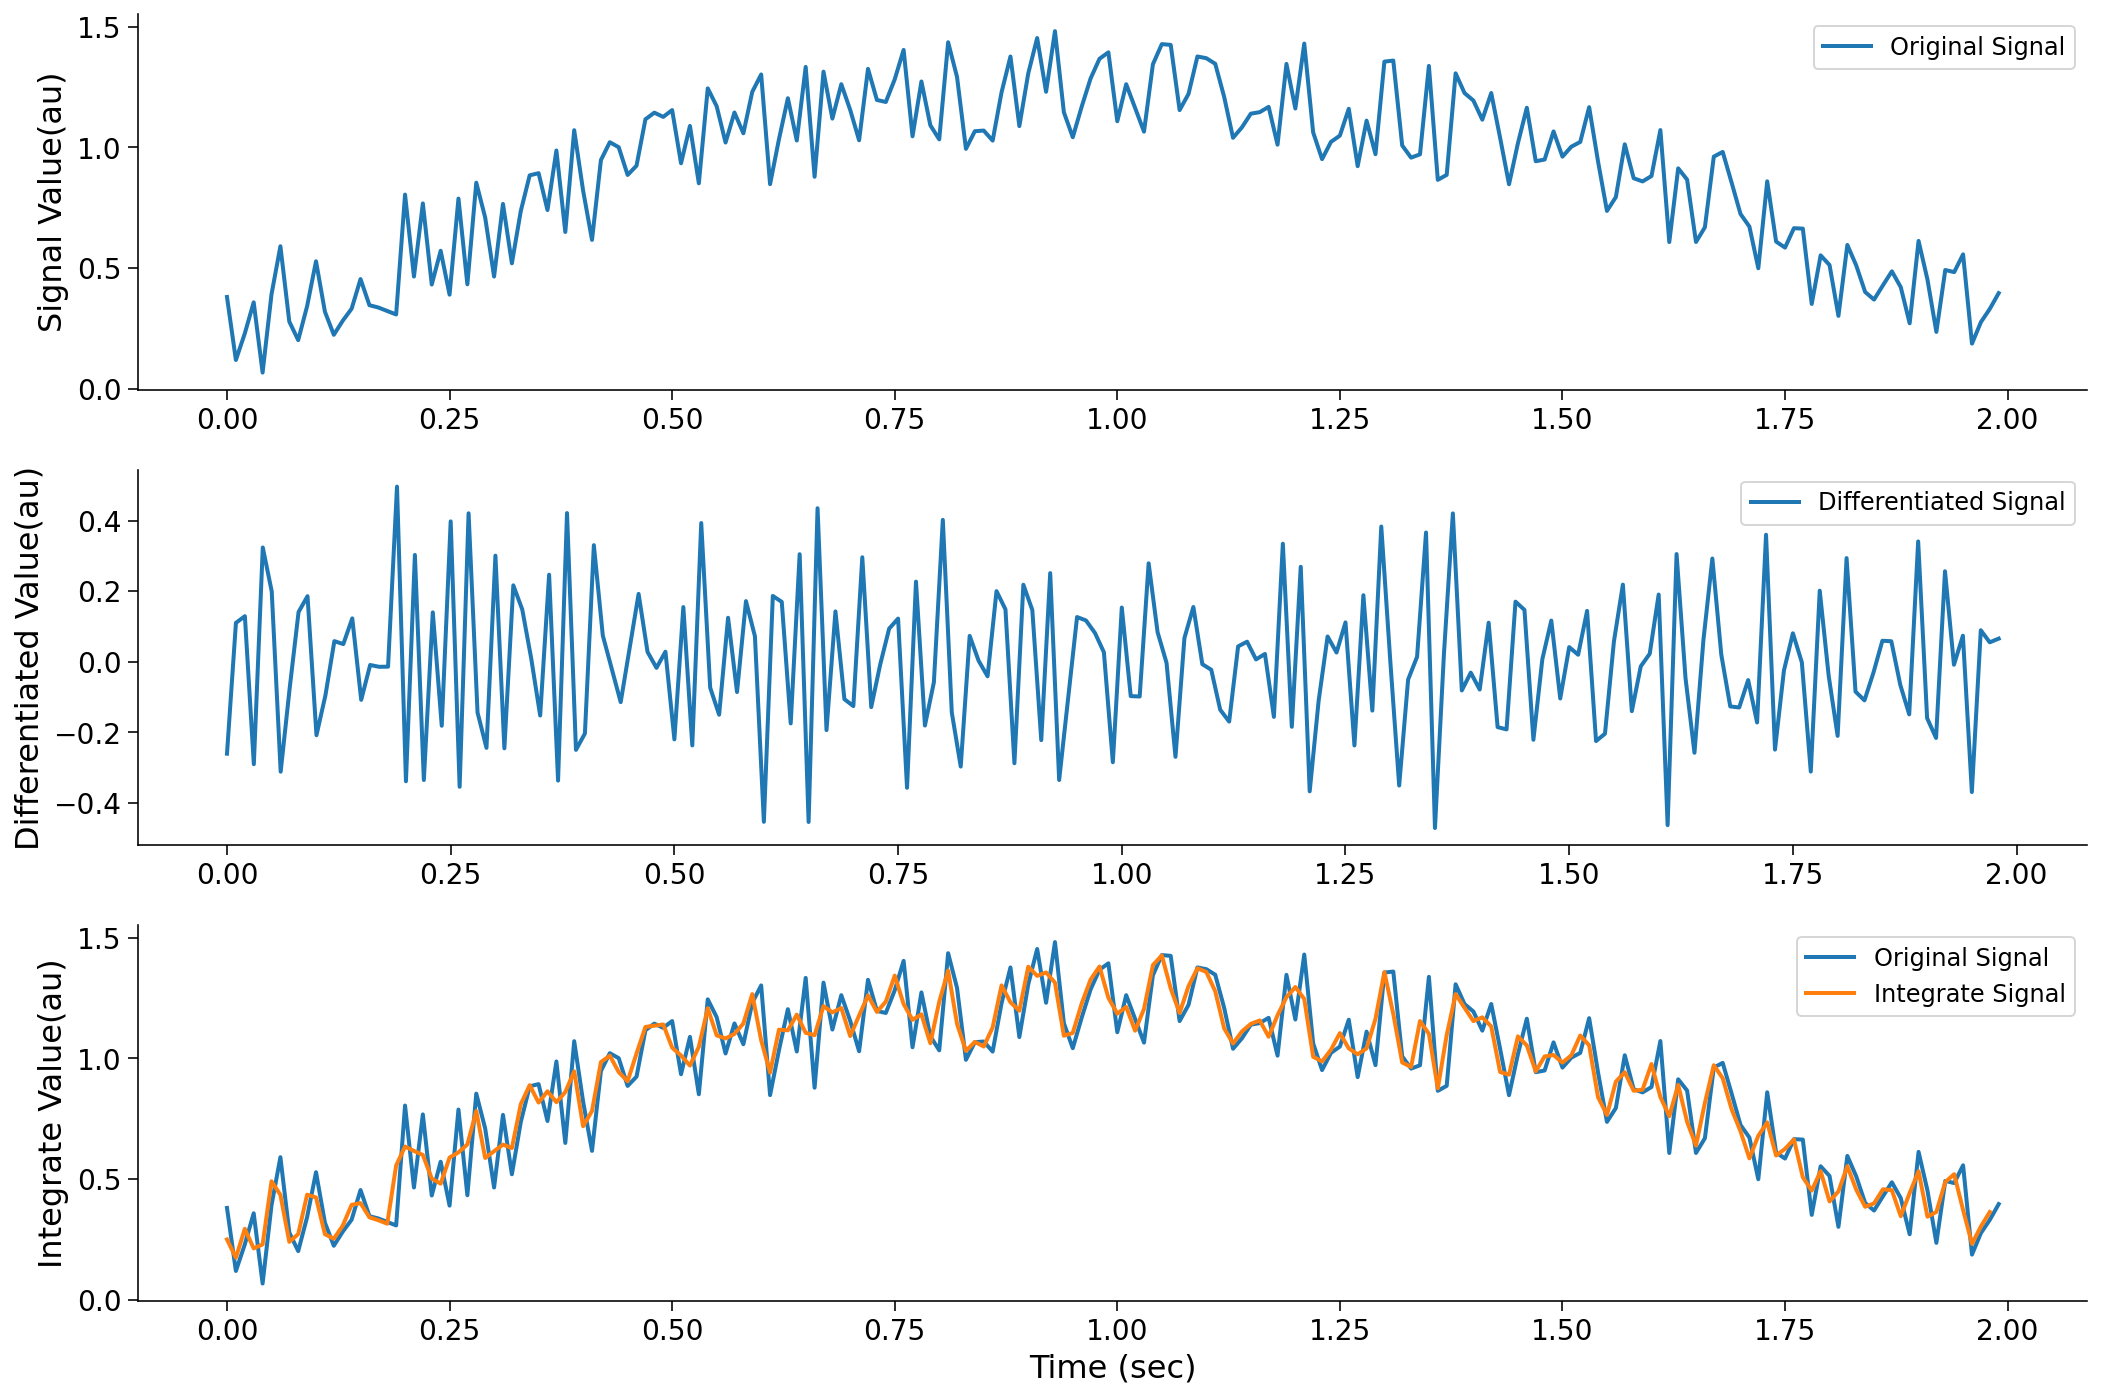 Signal Value(au)
1.5
1.0
0.5
0.0
Original Signal
0.00 0.25 0.50 0.75 1.00 1.25 1.50 1.75 2.00
Differentiated Value(au)
0.4
0.2
0.0
−0.2
−0.4
Differentiated Signal
0.00 0.25 0.50 0.75 1.00 1.25 1.50 1.75 2.00
Integrate Value(au)
1.5
1.0
0.5
0.0
Original Signal
Integrate Signal
0.00 0.25 0.50 0.75 1.00 1.25 1.50 1.75 2.00
Time (sec)